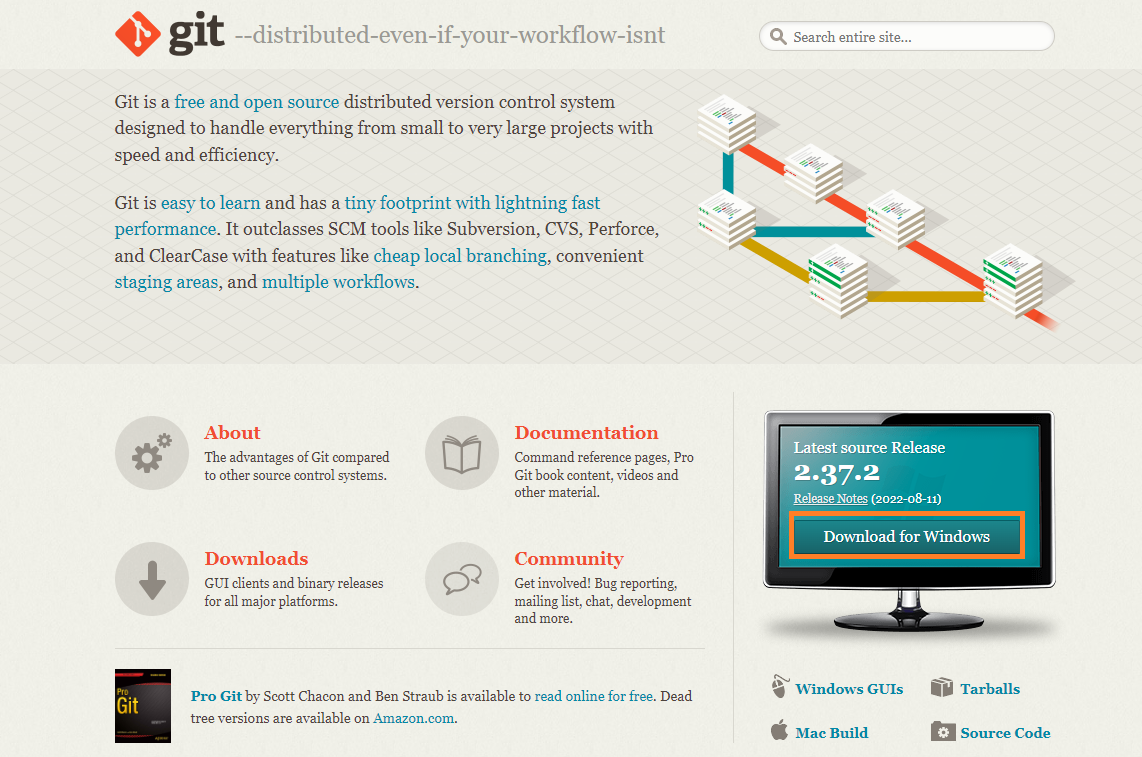 git --distributed-even-if-your-workflow-isnt
Search entire site...
Git is a free and open source distributed version control system
designed to handle everything from small to very large projects with
speed and efficiency.
Git is easy to learn and has a tiny footprint with lightning fast
performance. It outclasses SCM tools like Subversion, CVS, Perforce,
and ClearCase with features like cheap local branching, convenient
staging areas, and multiple workflows.
About
The advantages of Git compared
to other source control systems.
Documentation
Command reference pages, Pro
Git book content, videos and
other material.
Downloads
GUI clients and binary releases
for all major platforms.
Community
Get involved! Bug reporting,
mailing list, chat, development
and more.
Pro
Git
Pro Git by Scott Chacon and Ben Straub is available to read online for free. Dead
tree versions are available on Amazon.com.
Latest source Release
2.37.2
Release Notes (2022-08-11)
Download for Windows
Windows GUIs
Tarballs
Mac Build
Source Code